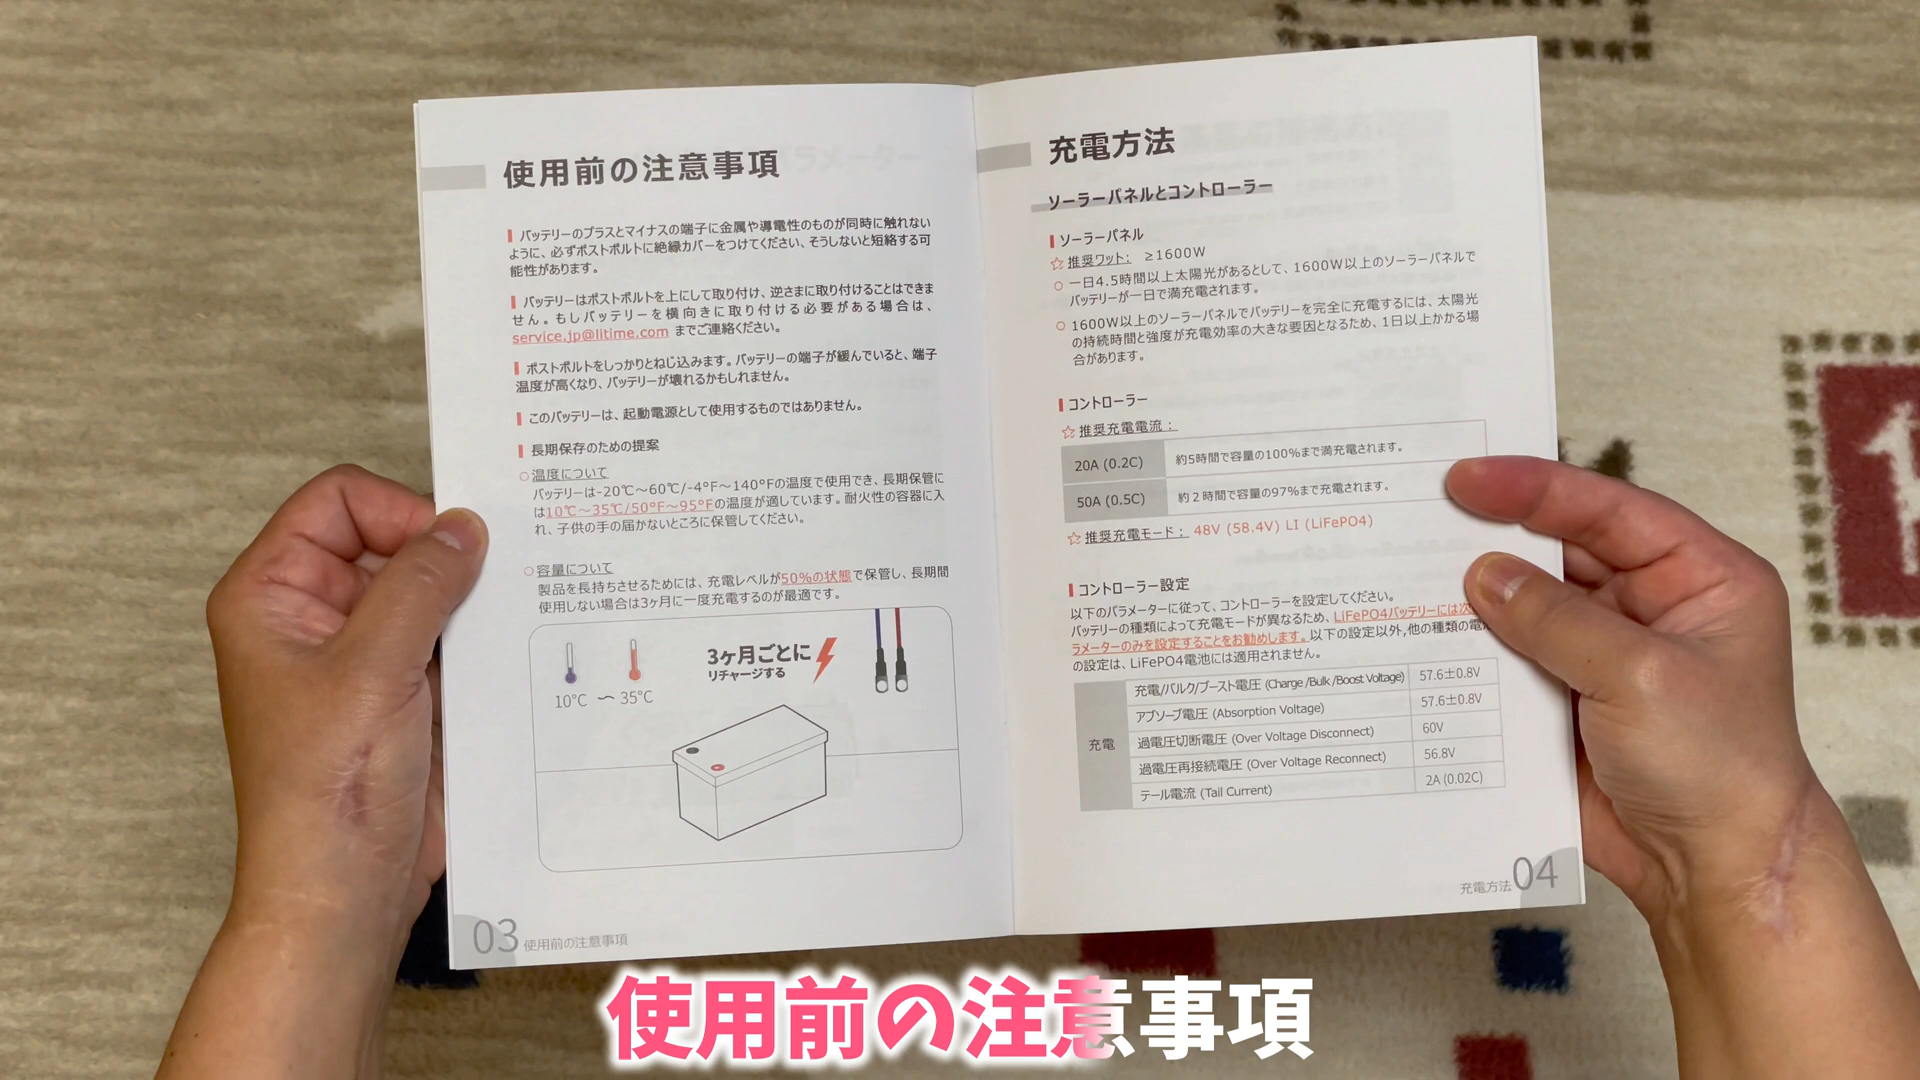 使用前の注意事項
バッテリーのプラスとマイナスの端子に金属や導電性のものが同時に触れない
ように、必ずポストボルトに絶縁カバーをつけてください、そうしないと短絡する可
能性があります。
バッテリーはポストボルトを上にして取り付け、逆さまに取り付けることはできま
せん。もしバッテリーを横向きに取り付ける必要がある場合は、
service.jp@litime.com までご連絡ください。
ポストボルトをしっかりとねじ込みます。バッテリーの端子が緩んでいると、端子
温度が高くなり、バッテリーが壊れるかもしれません。
このバッテリーは、起動電源として使用するものではありません。
長期保存のための提案
○温度について
バッテリーは-20℃～60℃/-4°F～140°Fの温度で使用でき、長期保管に
は10℃～35℃/50°F～95°Fの温度が適しています。耐火性の容器に入
れ、子供の手の届かないところに保管してください。
○容量について
製品を長持ちさせるためには、充電レベルが50%の状態で保管し、長期間
使用しない場合は3ヶ月に一度充電するのが最適です。
3ヶ月ごとに
リチャージする
10℃ ～ 35℃
03 使用前の注意事項
充電方法
ソーラーパネルとコントローラー
ソーラーパネル
☆推奨ワット: ≥1600W
○一日4.5時間以上太陽光があるとして、1600W以上のソーラーパネルで
バッテリーが一日で満充電されます。
○1600W以上のソーラーパネルでバッテリーを完全に充電するには、太陽光
の持続時間と強度が充電効率の大きな要因となるため、1日以上かかる場
合があります。
コントローラー
☆推奨充電電流:
20A (0.2C) 約5時間で容量の100%まで満充電されます。
50A (0.5C) 約2時間で容量の97%まで充電されます。
☆推奨充電モード: 48V (58.4V) LI (LiFePO4)
コントローラー設定
以下のパラメーターに従って、コントローラーを設定してください。
バッテリーの種類によって充電モードが異なるため、LiFePO4バッテリーには次
ラメーターのみを設定することをお勧めします。以下の設定以外,他の種類の電
の設定は、LiFePO4電池には適用されません。
充電
充電/バルク/ブースト電圧 (Charge /Bulk /Boost Voltage) 57.6±0.8V
アブソーブ電圧 (Absorption Voltage) 57.6±0.8V
過電圧切断電圧 (Over Voltage Disconnect) 60V
過電圧再接続電圧 (Over Voltage Reconnect) 56.8V
テール電流 (Tail Current) 2A (0.02C)
充電方法 04
使用前の注意事項